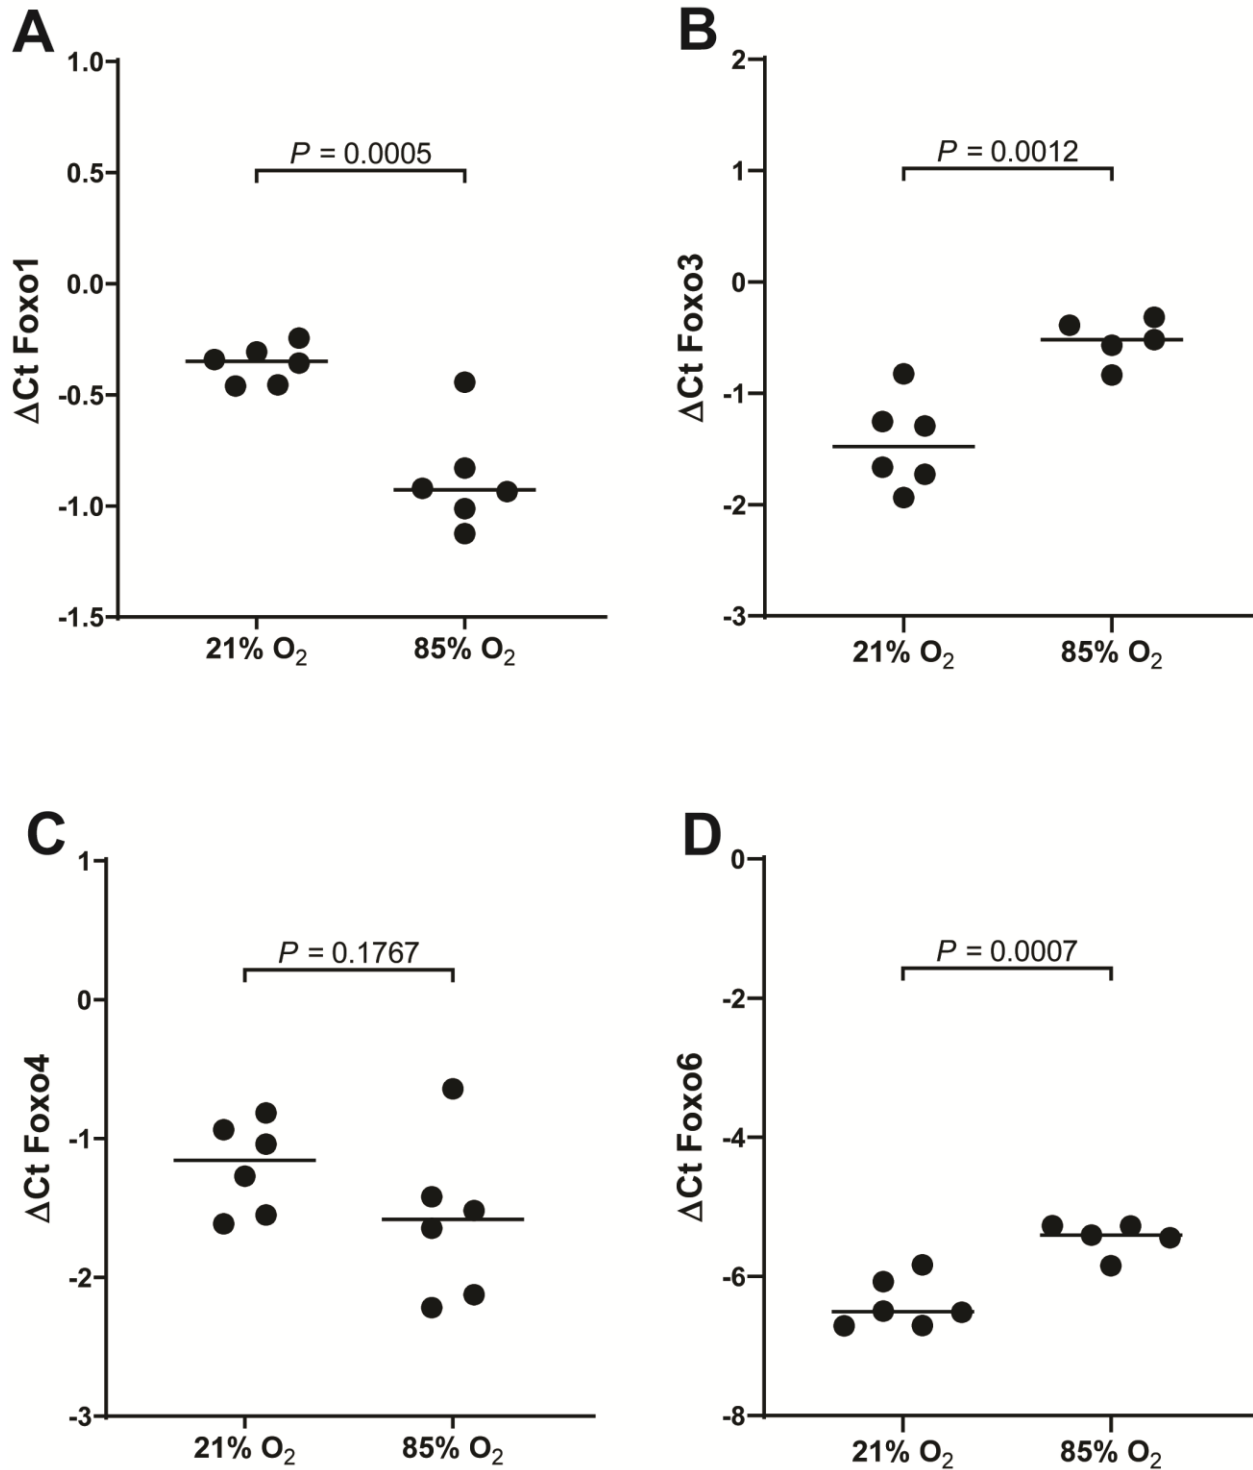 A
1.0
0.5
0.0
-0.5
-1.0
-1.5
ΔCt Foxo1
P = 0.0005
21% O₂
85% O₂
B
2
1
0
-1
-2
-3
ΔCt Foxo3
P = 0.0012
21% O₂
85% O₂
C
1
0
-1
-2
-3
ΔCt Foxo4
P = 0.1767
21% O₂
85% O₂
D
0
-2
-4
-6
-8
ΔCt Foxo6
P = 0.0007
21% O₂
85% O₂